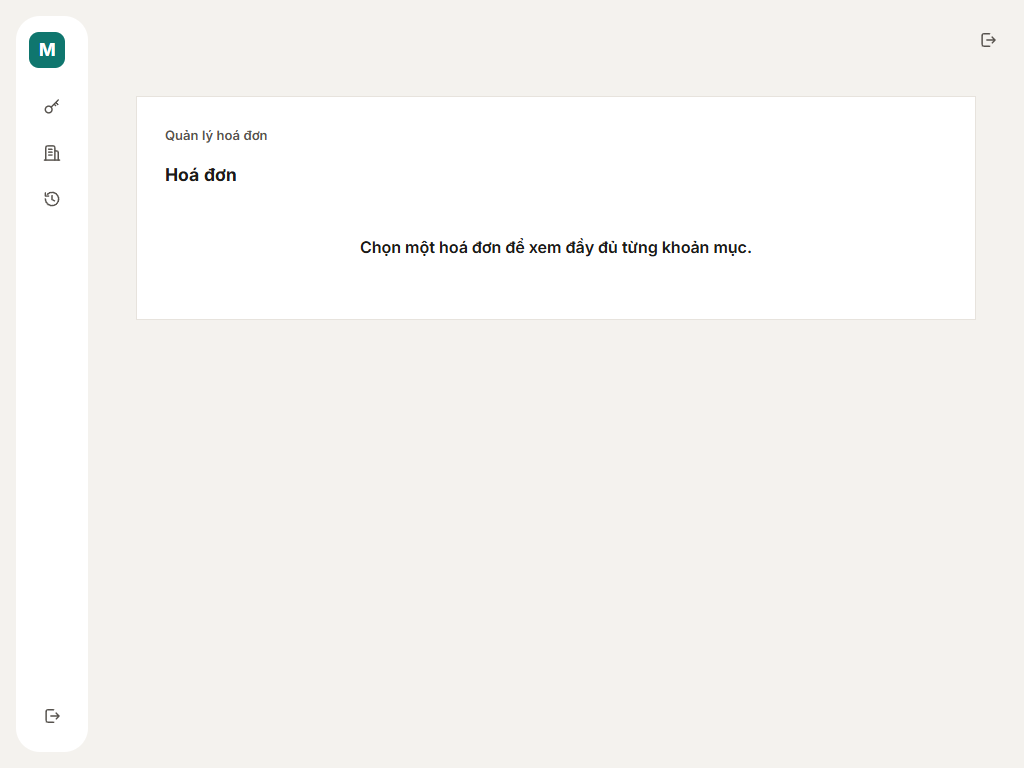 M
Quản lý hoá đơn
Hoá đơn
Chọn một hoá đơn để xem đầy đủ từng khoản mục.